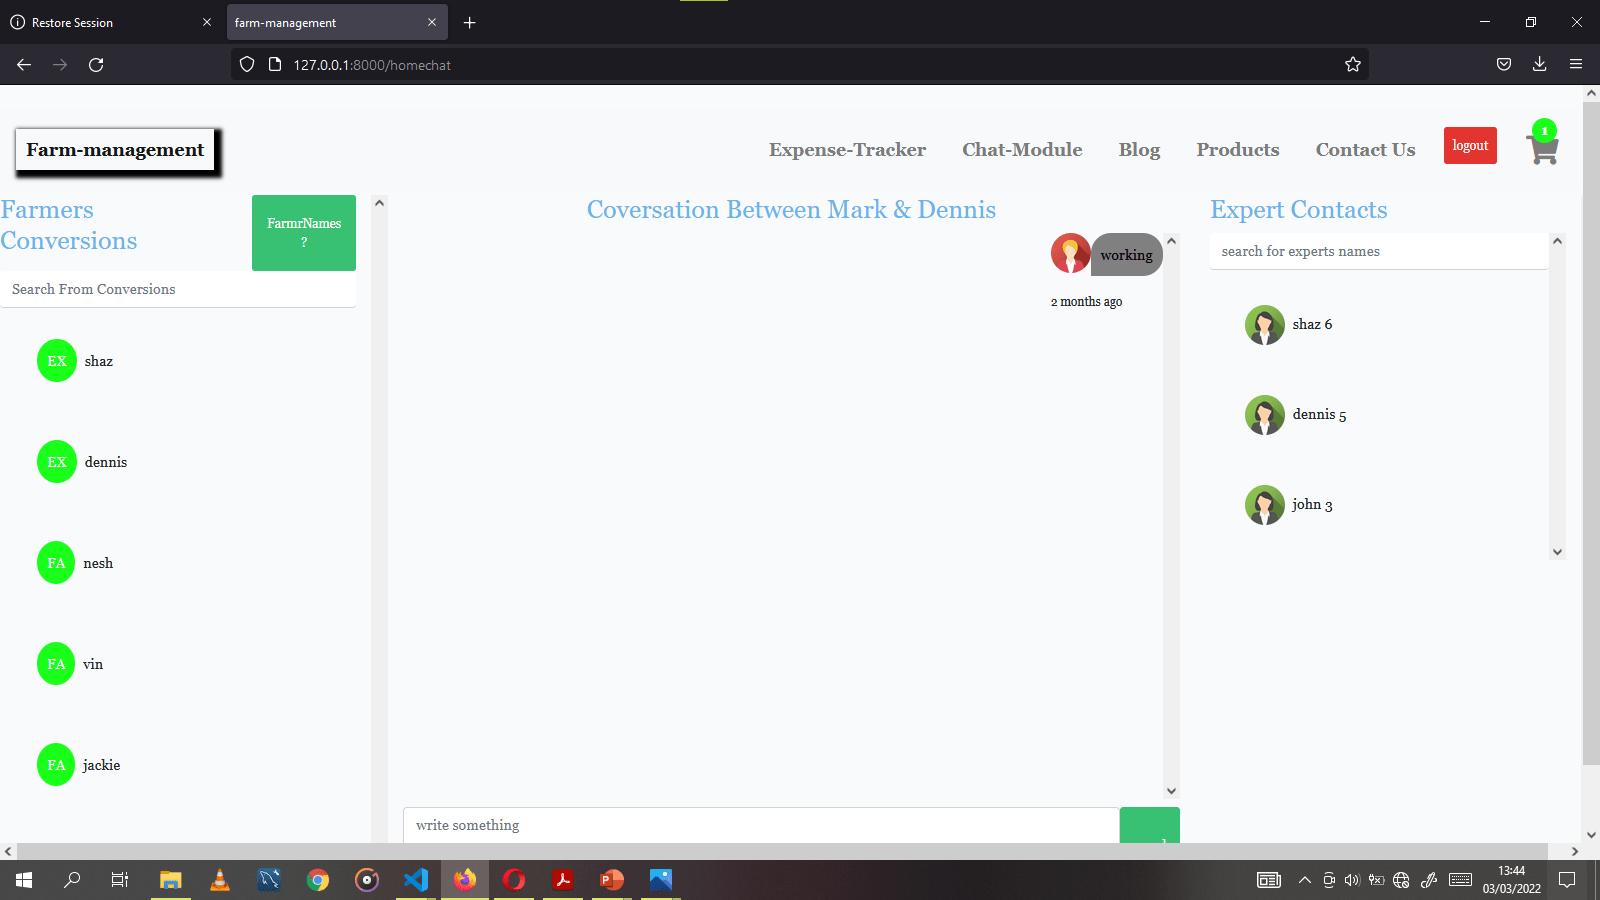 Restore Session
farm-management
127.0.0.1:8000/homechat
Farm-management
Expense-Tracker
Chat-Module
Blog
Products
Contact Us
logout
1
Farmers
Conversions
FarmrNames
?
Search From Conversions
EX shaz
EX dennis
FA nesh
FA vin
FA jackie
Coversation Between Mark & Dennis
working
2 months ago
write something
Expert Contacts
search for experts names
shaz 6
dennis 5
john 3
13:44
03/03/2022